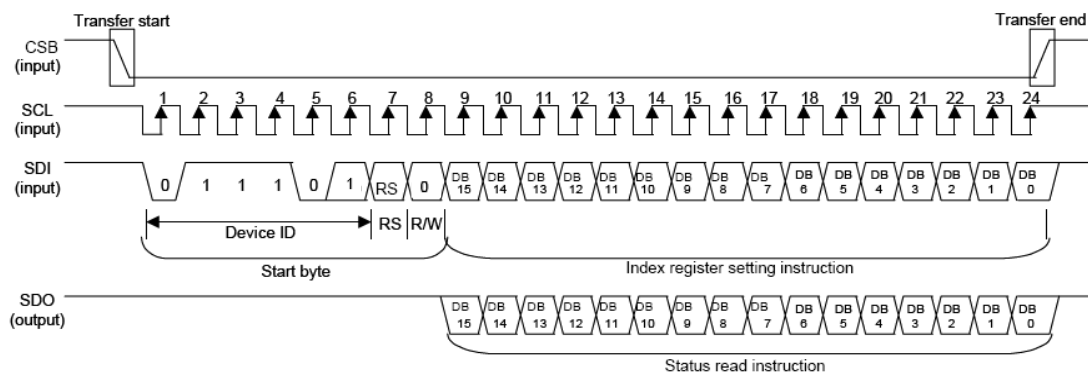 Transfer start Transfer end
CSB
(input)
1 2 3 4 5 6 7 8 9 10 11 12 13 14 15 16 17 18 19 20 21 22 23 24
SCL
(input)
SDI
(input)
0 1 1 1 0 1 RS 0 DB 15 DB 14 DB 13 DB 12 DB 11 DB 10 DB 9 DB 8 DB 7 DB 6 DB 5 DB 4 DB 3 DB 2 DB 1 DB 0
Device ID RS R/W
Start byte Index register setting instruction
SDO
(output)
DB 15 DB 14 DB 13 DB 12 DB 11 DB 10 DB 9 DB 8 DB 7 DB 6 DB 5 DB 4 DB 3 DB 2 DB 1 DB 0
Status read instruction